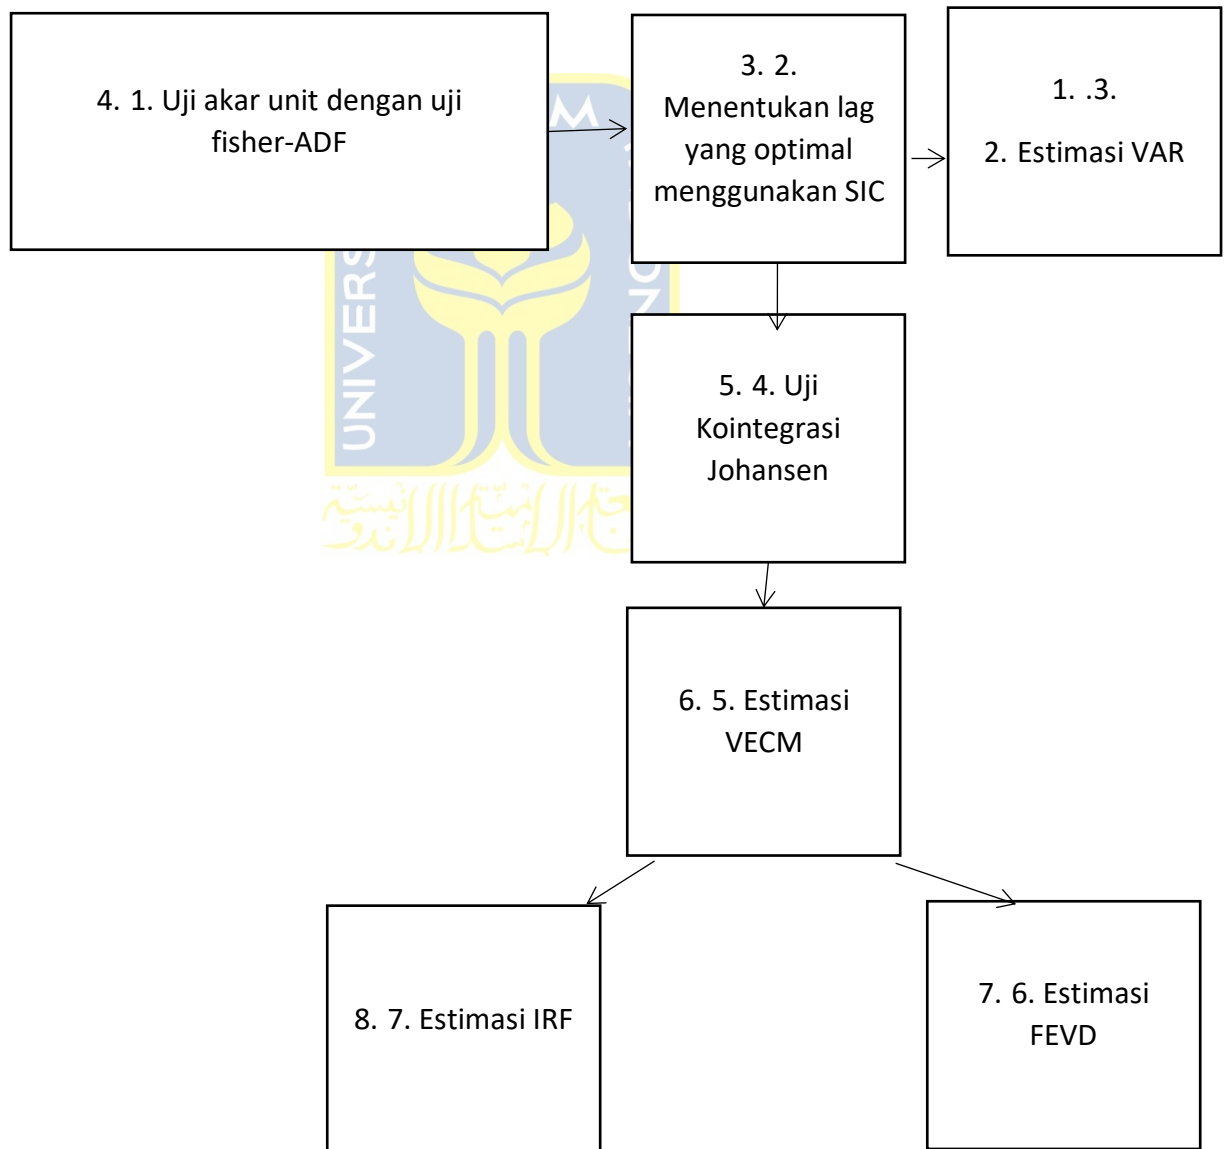 4. 1. Uji akar unit dengan uji
fisher-ADF
3. 2.
Menentukan lag
yang optimal
menggunakan SIC
1. .3.
2. Estimasi VAR
5. 4. Uji
Kointegrasi
Johansen
6. 5. Estimasi
VECM
8. 7. Estimasi IRF
7. 6. Estimasi
FEVD